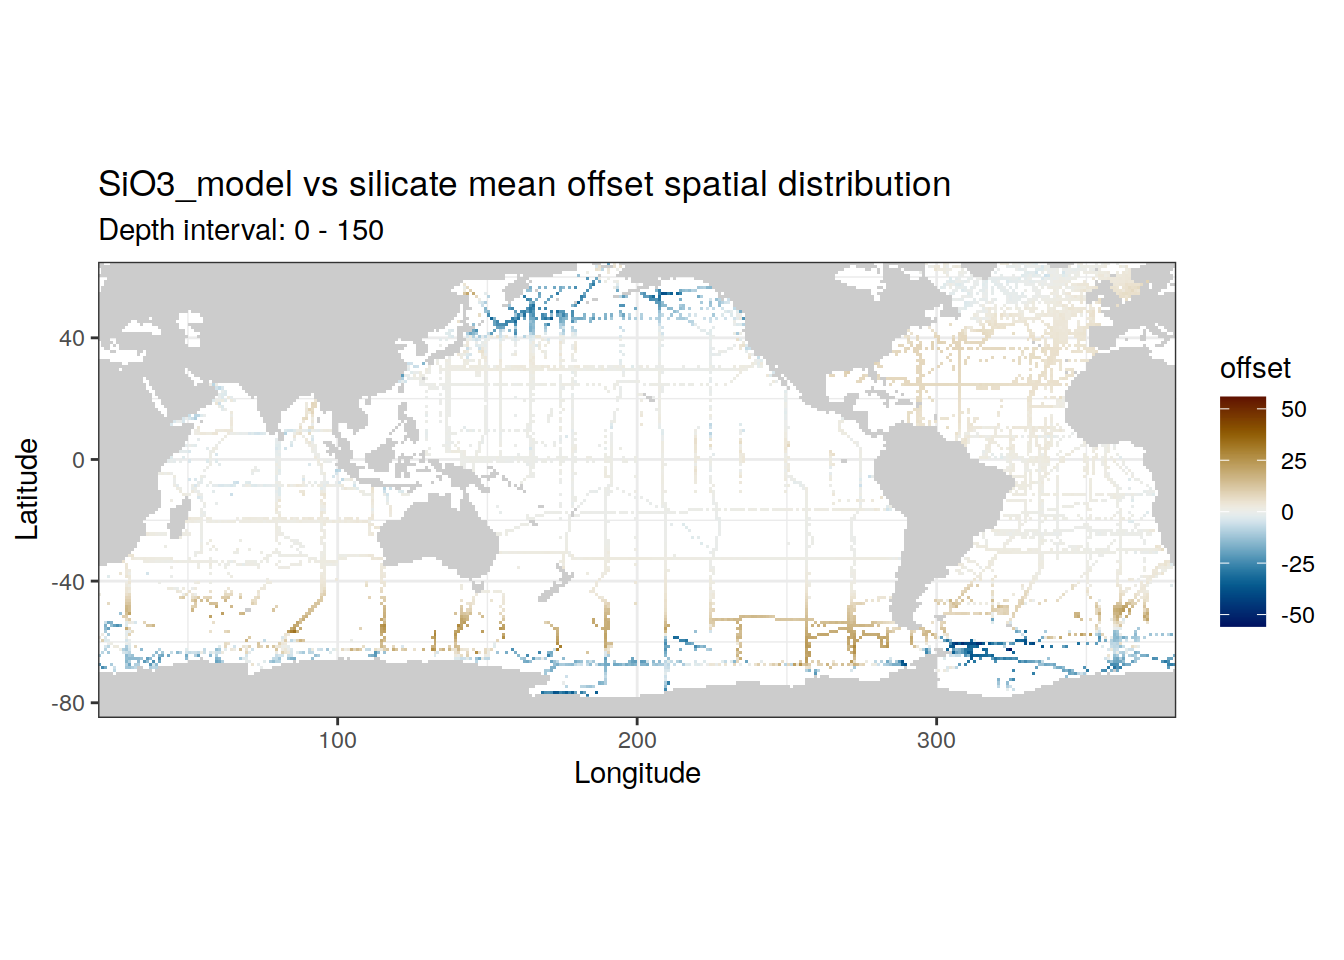 SiO3_model vs silicate mean offset spatial distribution
Depth interval: 0 - 150
offset
50
25
0
-25
-50
40
0
-40
-80
Latitude
100 200 300
Longitude